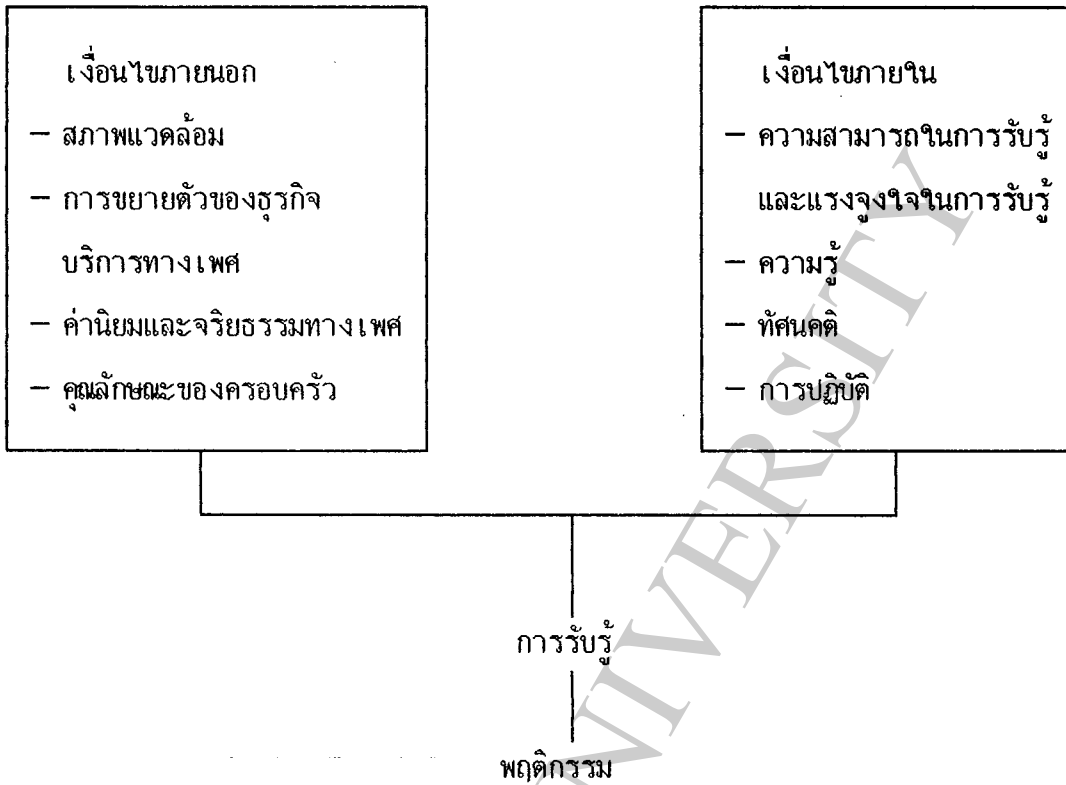 เงื่อนไขภายนอก
– สภาพแวดล้อม
– การขยายตัวของธุรกิจ
บริการทางเพศ
– ค่านิยมและจริยธรรมทางเพศ
– คุณลักษณะของครอบครัว
เงื่อนไขภายใน
– ความสามารถในการรับรู้
และแรงจูงใจในการรับรู้
– ความรู้
– ทัศนคติ
– การปฏิบัติ
การรับรู้
พฤติกรรม
NIVERSITY